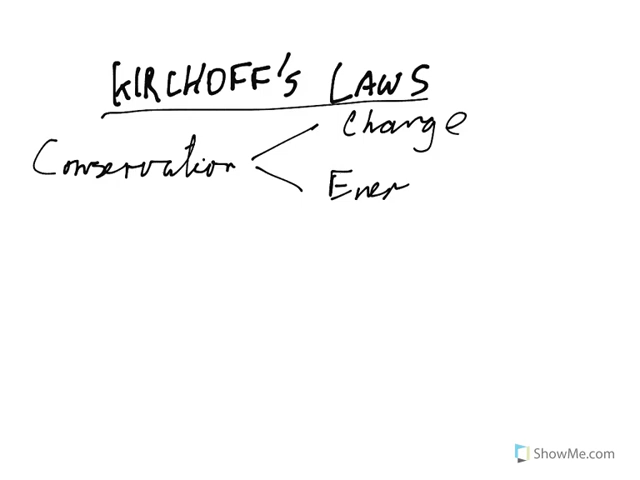 KIRCHOFF'S LAWS
Charge
Conservation
Ener
ShowMe.com